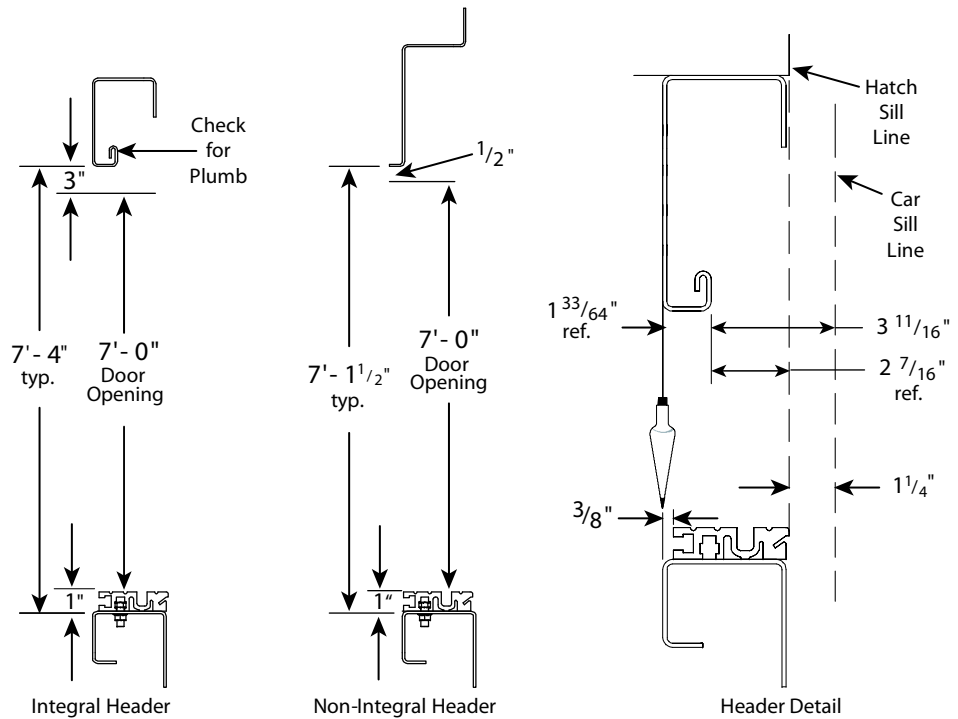 Check
for
Plumb
3"
7'- 4"
typ.
7'- 0"
Door
Opening
1"
Integral Header
1/2"
7'- 1 1/2"
typ.
7'- 0"
Door
Opening
1“
Non-Integral Header
Hatch
Sill
Line
Car
Sill
Line
1 33/64"
ref.
3 11/16"
2 7/16"
ref.
1 1/4"
3/8"
Header Detail